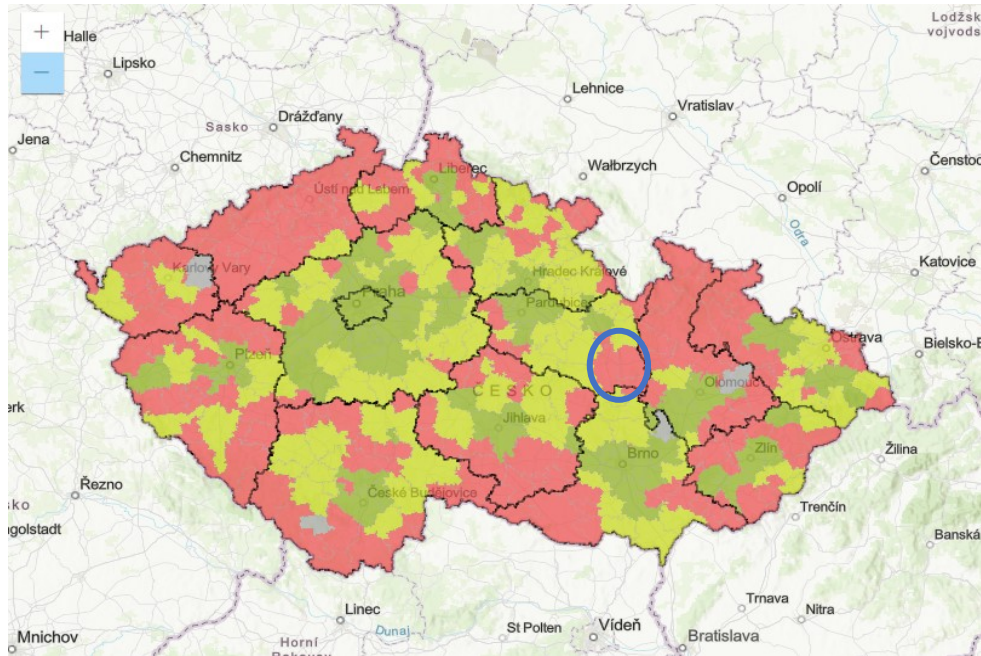 +
−
Halle
Lipsko
Lodžsk
vojvods
Lehnice
Vratislav
Drážďany
Sasko
Jena
Chemnitz
Wałbrzych
Čenstoc
Liberec
Ústí nad Labem
Opolí
Odra
Karlovy Vary
Hradec Králové
Katovice
Praha
Pardubice
Ostrava
Bielsko-B
Plzeň
Olomouc
ČESKO
erk
Jihlava
Brno
Zlín
Žilina
Řezno
České Budějovice
sko
ngolstadt
Trenčín
Banská
Linec
Trnava
Nitra
Dunaj
St Polten
Vídeň
Mnichov
Horní
Bratislava